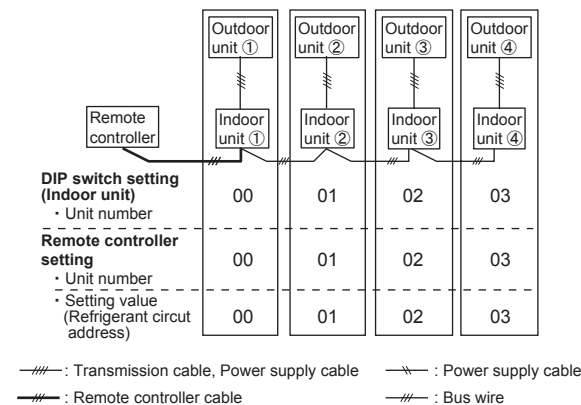 Outdoor unit ① Outdoor unit ② Outdoor unit ③ Outdoor unit ④
Remote controller
Indoor unit ① Indoor unit ② Indoor unit ③ Indoor unit ④
DIP switch setting
(Indoor unit)
・Unit number
00 01 02 03
Remote controller
setting
・Unit number
00 01 02 03
・Setting value
(Refrigerant circut
address)
00 01 02 03
: Transmission cable, Power supply cable : Power supply cable
: Remote controller cable : Bus wire